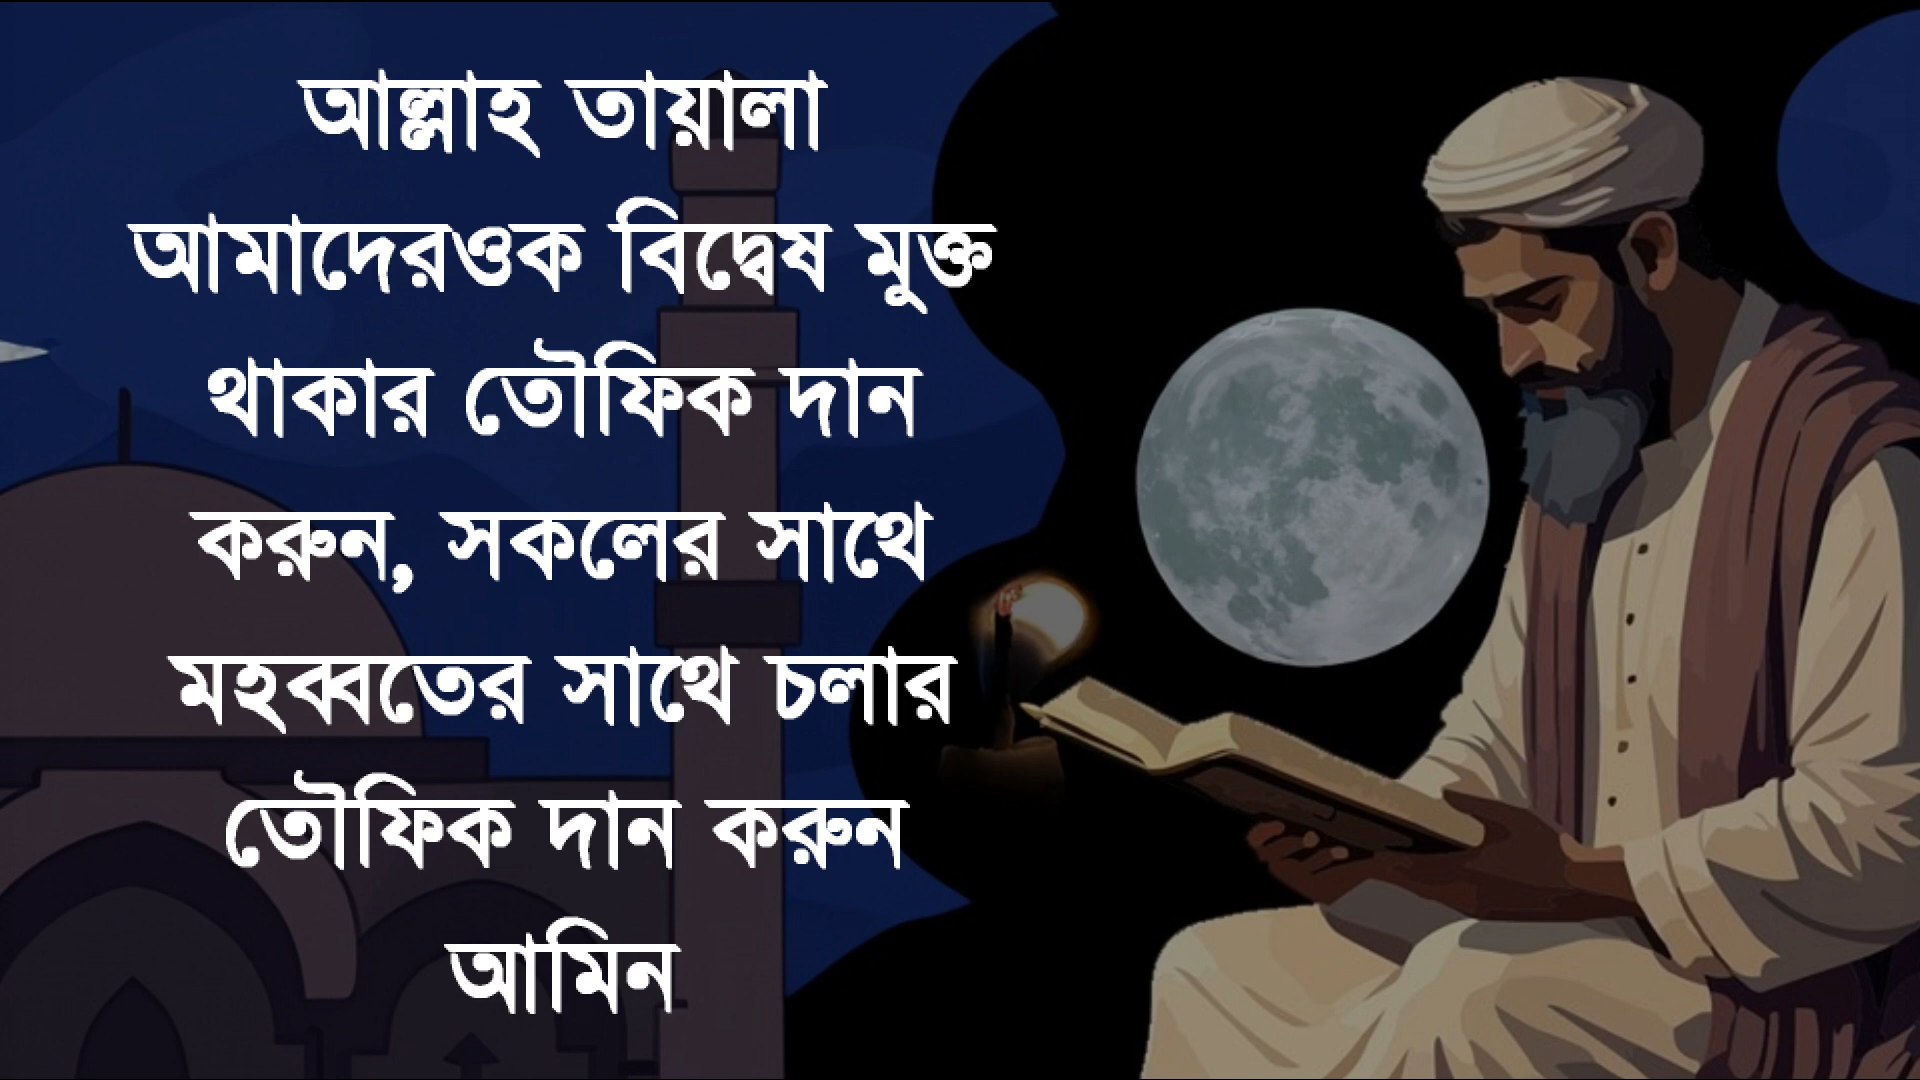 আল্লাহ তায়ালা
আমাদেরওক বিদ্বেষ মুক্ত
থাকার তৌফিক দান
করুন, সকলের সাথে
মহব্বতের সাথে চলার
তৌফিক দান করুন
আমিন